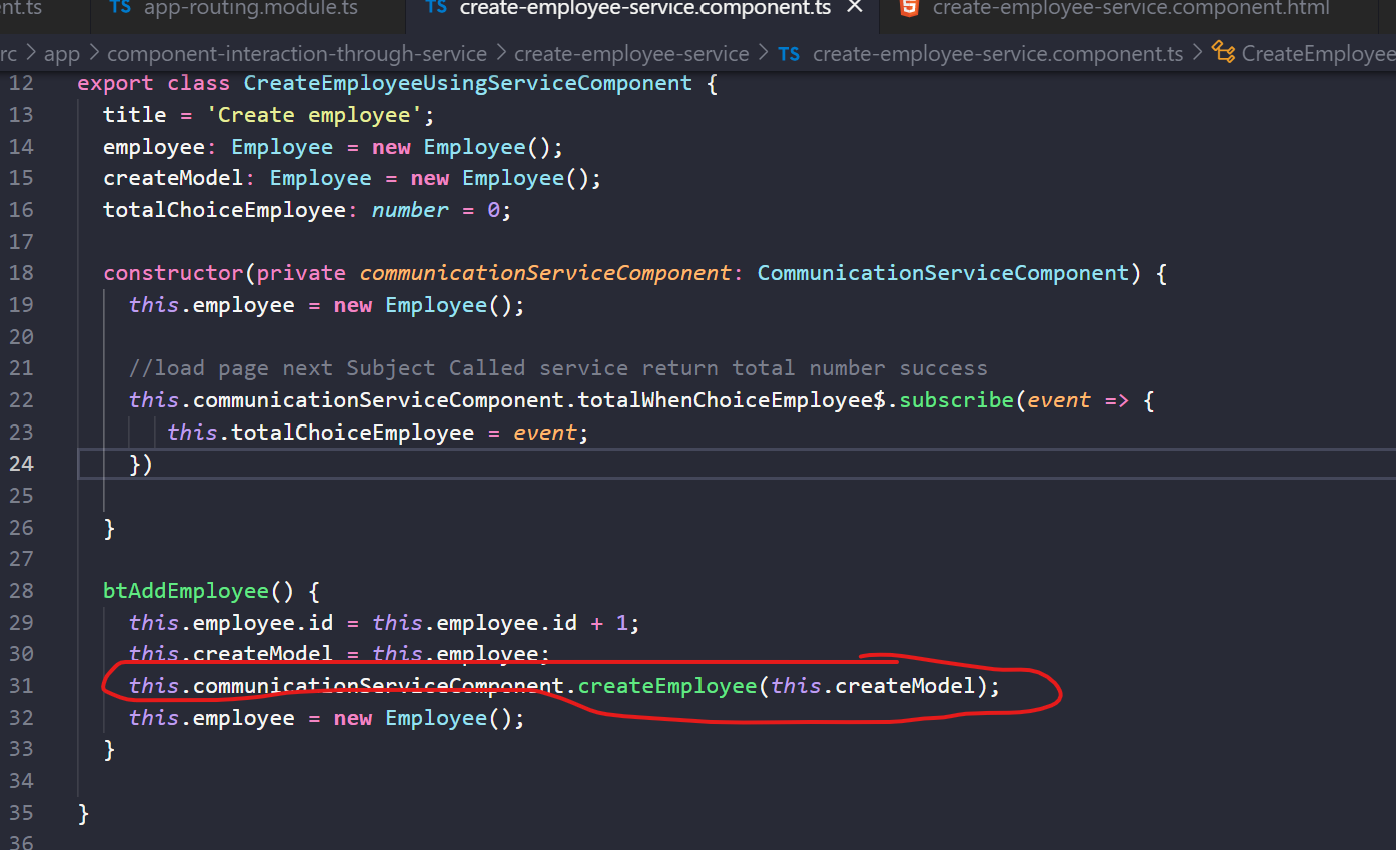 ent.ts TS app-routing.module.ts TS create-employee-service.component.ts × 5 create-employee-service.component.html
rc > app > component-interaction-through-service > create-employee-service > TS create-employee-service.component.ts > CreateEmployee
12 export class CreateEmployeeUsingServiceComponent {
13 title = 'Create employee';
14 employee: Employee = new Employee();
15 createModel: Employee = new Employee();
16 totalChoiceEmployee: number = 0;
17
18 constructor(private communicationServiceComponent: CommunicationServiceComponent) {
19 this.employee = new Employee();
20
21 //load page next Subject Called service return total number success
22 this.communicationServiceComponent.totalWhenChoiceEmployee$.subscribe(event => {
23 this.totalChoiceEmployee = event;
24 })
25
26 }
27
28 btAddEmployee() {
29 this.employee.id = this.employee.id + 1;
30 this.createModel = this.employee;
31 this.communicationServiceComponent.createEmployee(this.createModel);
32 this.employee = new Employee();
33 }
34
35 }
36